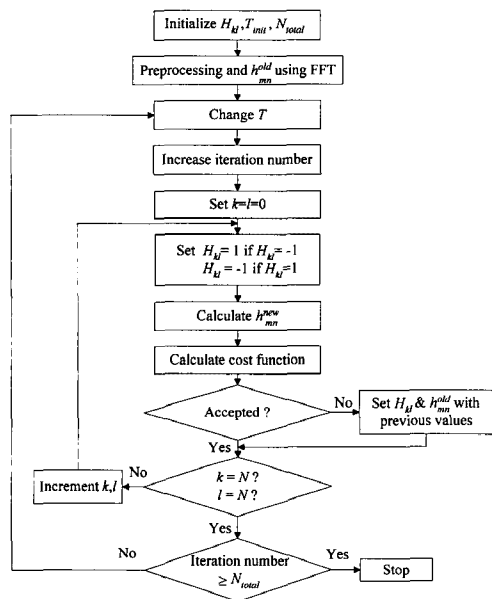 Initialize H_kl, T_init, N_total
Preprocessing and h_mn^old using FFT
Change T
Increase iteration number
Set k=l=0
Set H_kl = 1 if H_kl = -1
H_kl = -1 if H_kl=1
Calculate h_mn^new
Calculate cost function
Accepted ?
No
Set H_kl & h_mn^old with
previous values
Yes
k = N ?
l = N ?
No
Increment k,l
Yes
Iteration number
≥ N_total
No
Yes
Stop